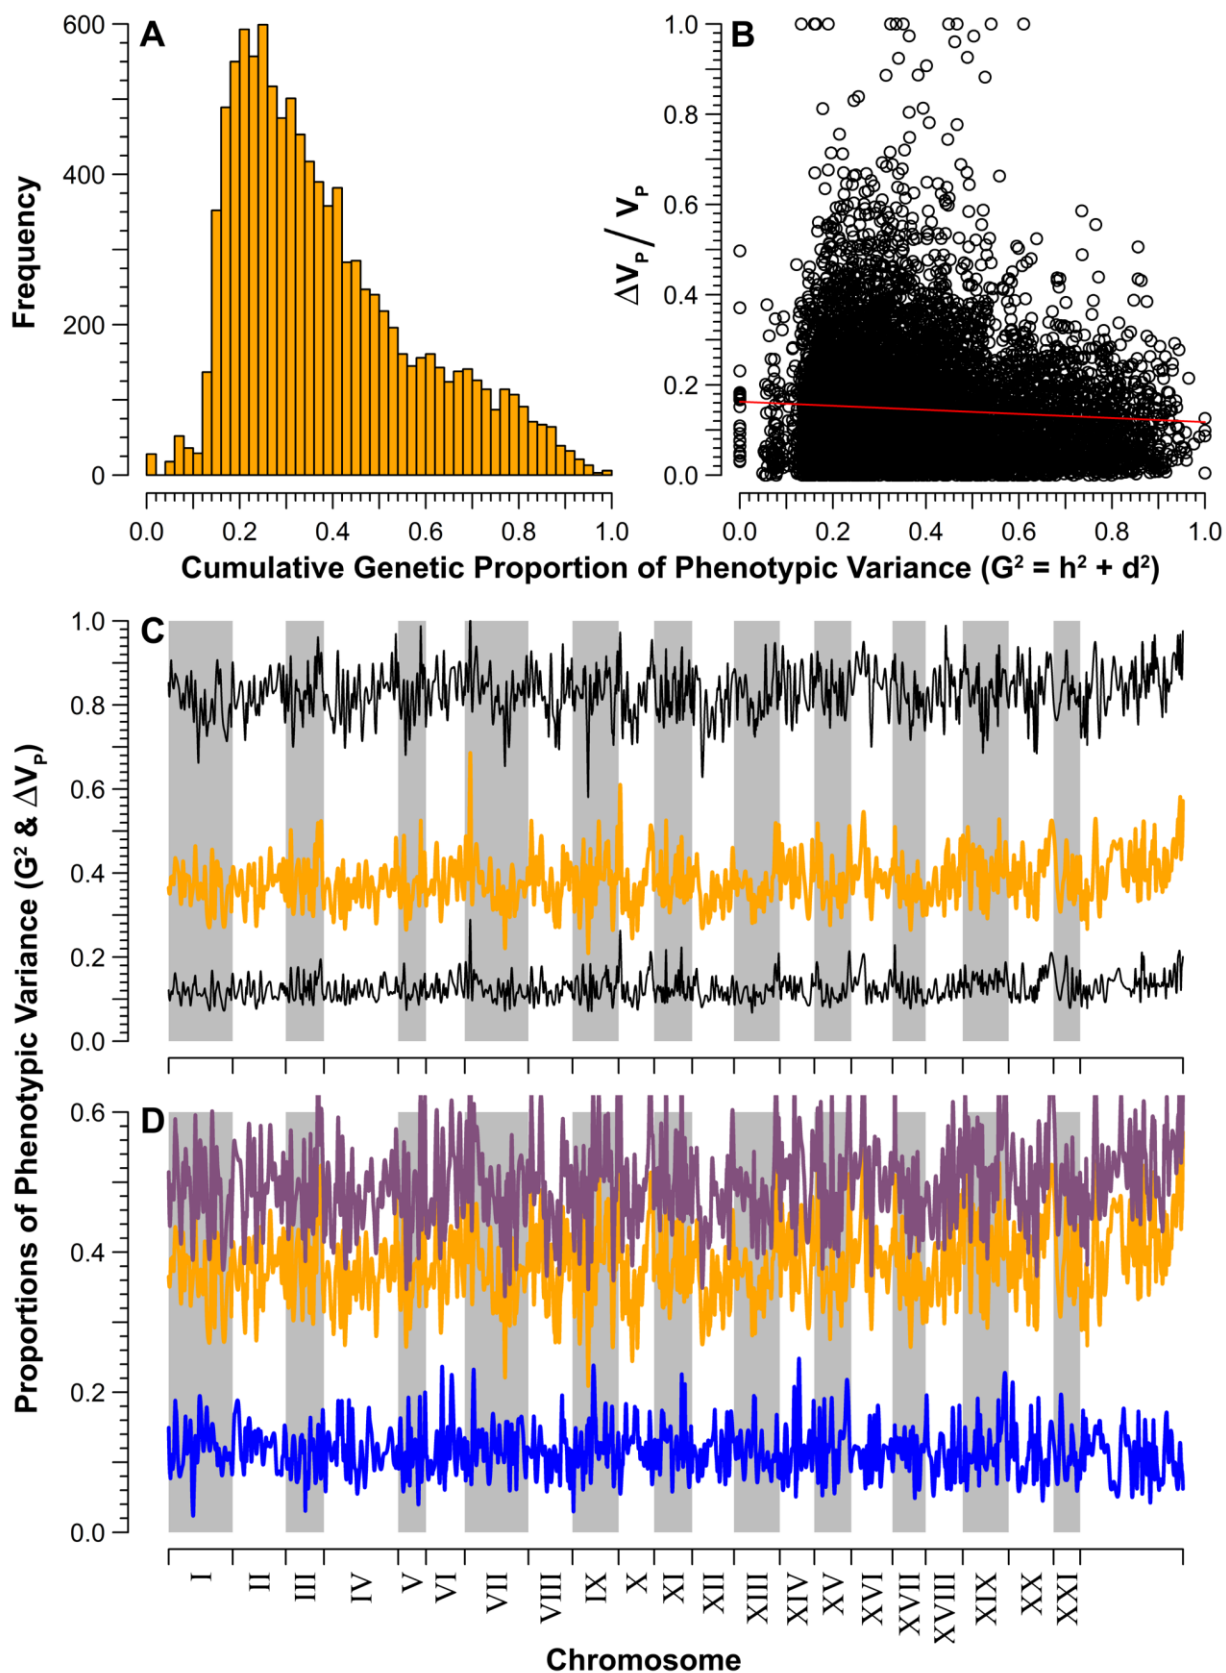 A
600
400
200
0
Frequency
0.0 0.2 0.4 0.6 0.8 1.0
B
1.0
0.8
0.6
0.4
0.2
0.0
ΔVₚ / Vₚ
0.0 0.2 0.4 0.6 0.8 1.0
Cumulative Genetic Proportion of Phenotypic Variance (G² = h² + d²)
C
1.0
0.8
0.6
0.4
0.2
0.0
Proportions of Phenotypic Variance (G² & ΔVₚ)
D
0.6
0.4
0.2
0.0
I II III IV V VI VII VIII IX X XI XII XIII XIV XV XVI XVII XVIII XIX XX XXI
Chromosome